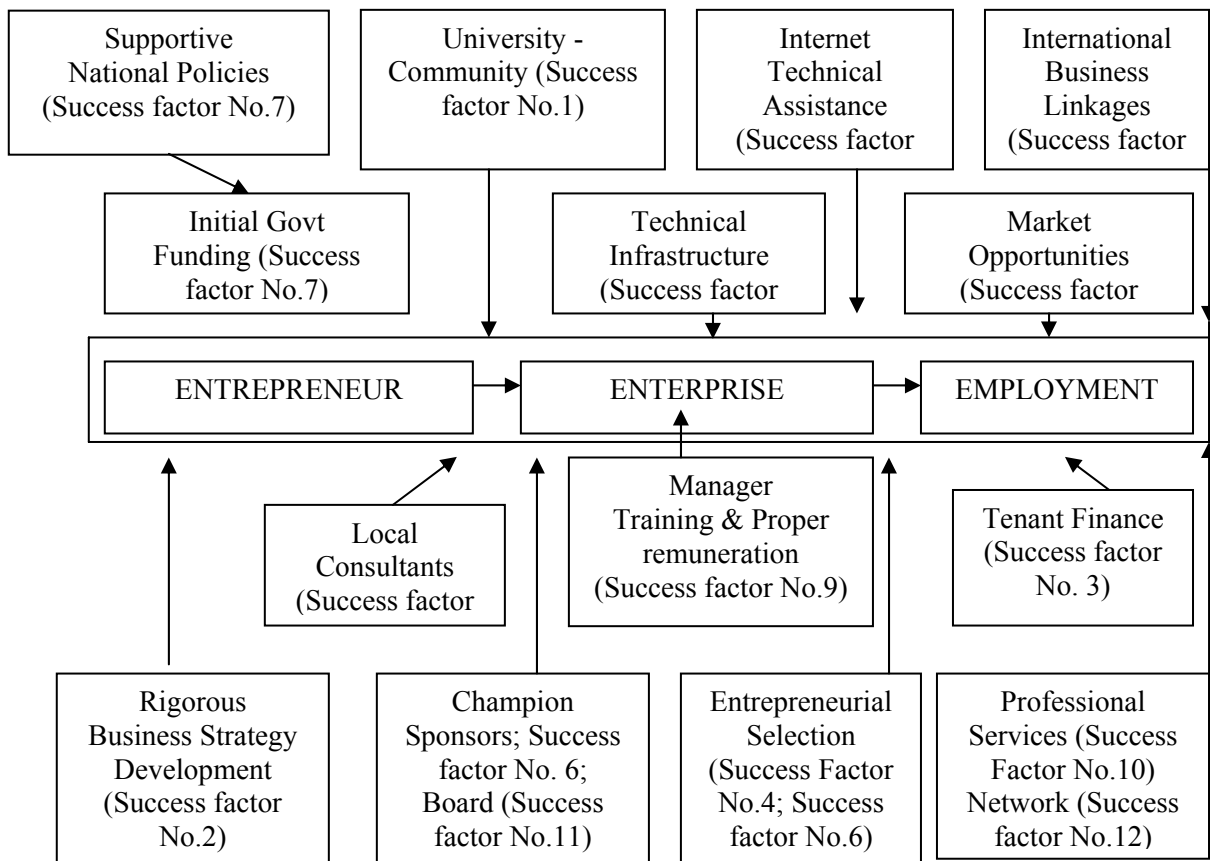 Supportive
National Policies
(Success factor No.7)
University -
Community (Success
factor No.1)
Internet
Technical
Assistance
(Success factor
International
Business
Linkages
(Success factor
Initial Govt
Funding (Success
factor No.7)
Technical
Infrastructure
(Success factor
Market
Opportunities
(Success factor
ENTREPRENEUR
ENTERPRISE
EMPLOYMENT
Local
Consultants
(Success factor
Manager
Training & Proper
remuneration
(Success factor No.9)
Tenant Finance
(Success factor
No. 3)
Rigorous
Business Strategy
Development
(Success factor
No.2)
Champion
Sponsors; Success
factor No. 6;
Board (Success
factor No.11)
Entrepreneurial
Selection
(Success Factor
No.4; Success
factor No.6)
Professional
Services (Success
Factor No.10)
Network (Success
factor No.12)